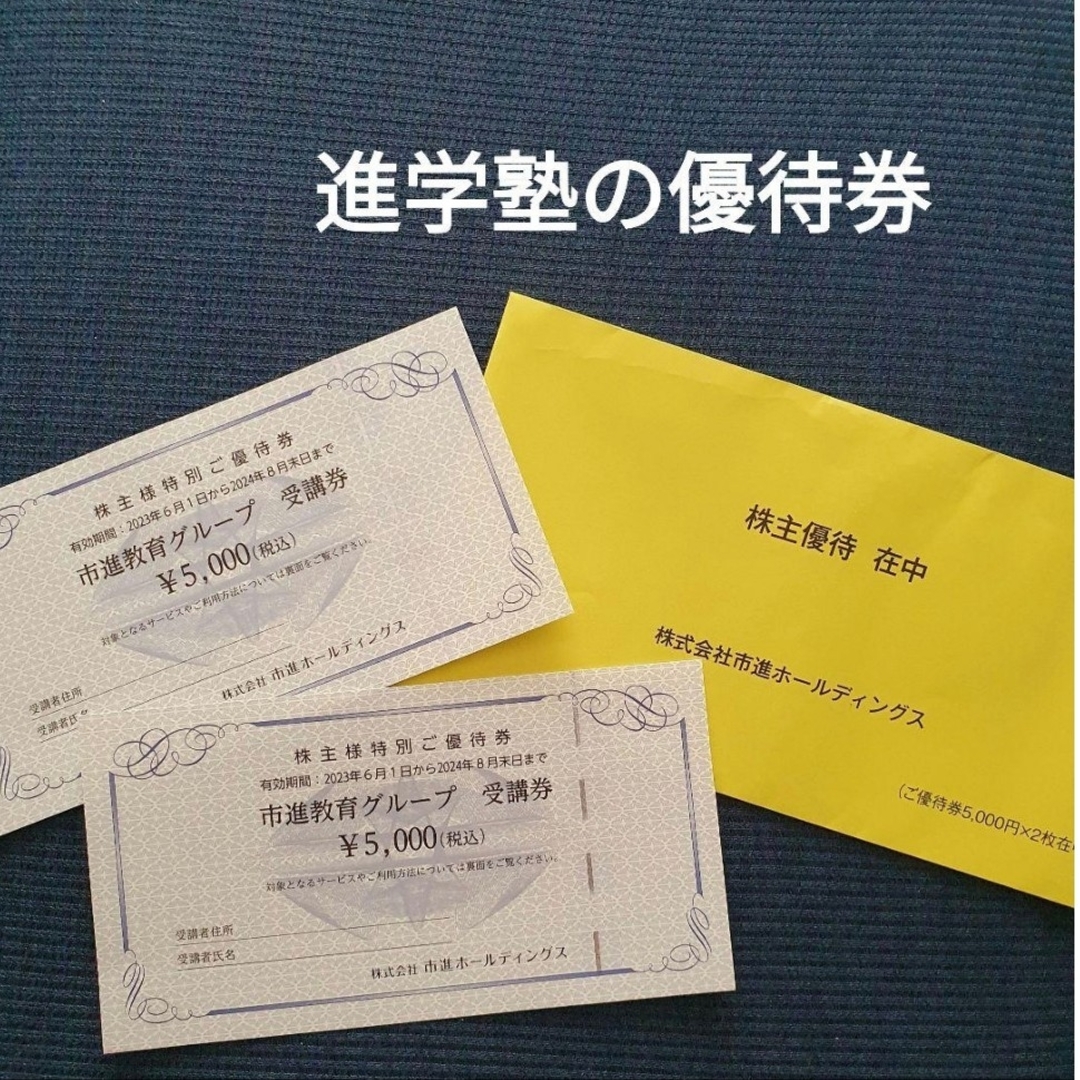 進学塾の優待券
株主様特別ご優待券
有効期間：2023年6月1日から2024年8月末日まで
市進教育グループ 受講券
¥5,000(税込)
対象となるサービスやご利用方法については裏面をご覧ください。
受講者住所
受講者氏
株式会社 市進ホールディングス
株主優待 在中
株式会社市進ホールディングス
(ご優待券5,000円×2枚在
株主様特別ご優待券
有効期間：2023年6月1日から2024年8月末日まで
市進教育グループ 受講券
¥5,000(税込)
対象となるサービスやご利用方法については裏面をご覧ください。
受講者住所
受講者氏名
株式会社 市進ホールディングス